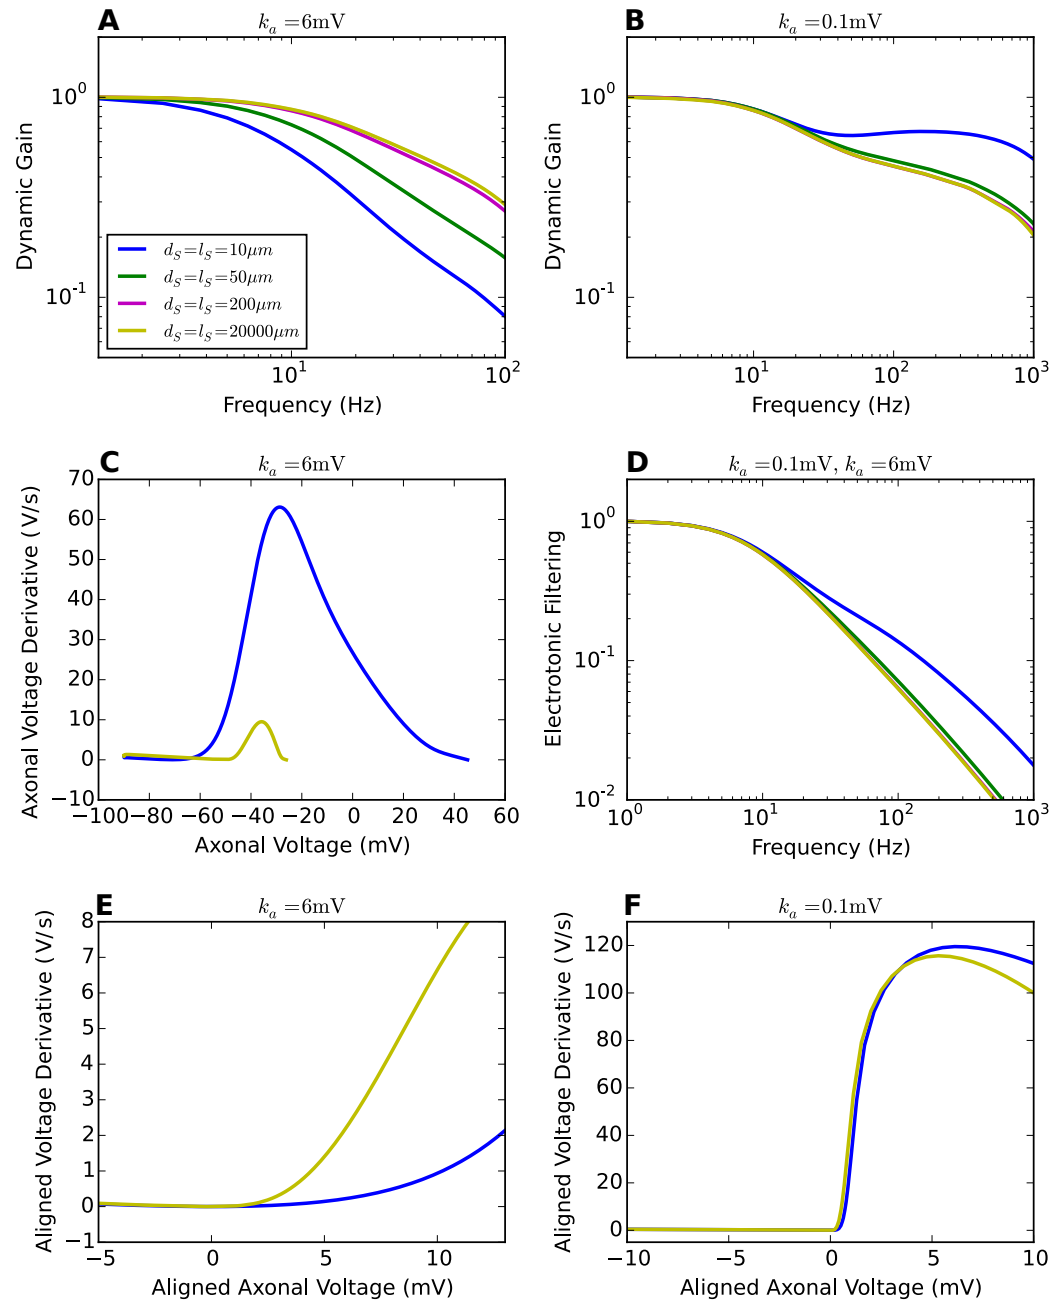 A
k_a = 6mV
10^0
10^-1
Dynamic Gain
d_S = l_S = 10μm
d_S = l_S = 50μm
d_S = l_S = 200μm
d_S = l_S = 20000μm
10^1 10^2
Frequency (Hz)
B
k_a = 0.1mV
10^0
10^-1
Dynamic Gain
10^1 10^2 10^3
Frequency (Hz)
C
k_a = 6mV
70
60
50
40
30
20
10
0
−10
Axonal Voltage Derivative (V/s)
−100 −80 −60 −40 −20 0 20 40 60
Axonal Voltage (mV)
D
k_a = 0.1mV, k_a = 6mV
10^0
10^-1
10^-2
Electrotonic Filtering
10^0 10^1 10^2 10^3
Frequency (Hz)
E
k_a = 6mV
8
7
6
5
4
3
2
1
0
−1
Aligned Voltage Derivative (V/s)
−5 0 5 10
Aligned Axonal Voltage (mV)
F
k_a = 0.1mV
120
100
80
60
40
20
0
Aligned Voltage Derivative (V/s)
−10 −5 0 5 10
Aligned Axonal Voltage (mV)